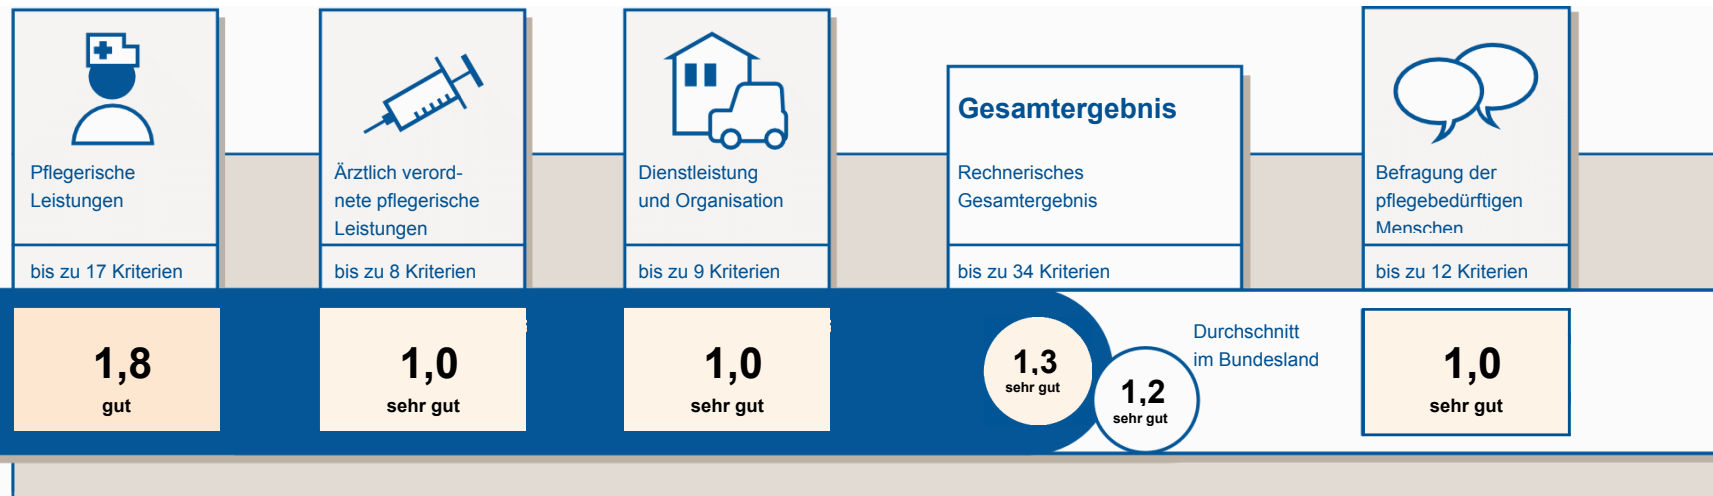 Pflegerische
Leistungen
bis zu 17 Kriterien
1,8
gut
Ärztlich verord-
nete pflegerische
Leistungen
bis zu 8 Kriterien
1,0
sehr gut
Dienstleistung
und Organisation
bis zu 9 Kriterien
1,0
sehr gut
Gesamtergebnis
Rechnerisches
Gesamtergebnis
bis zu 34 Kriterien
1,3
sehr gut
1,2
sehr gut
Durchschnitt
im Bundesland
Befragung der
pflegebedürftigen
Menschen
bis zu 12 Kriterien
1,0
sehr gut